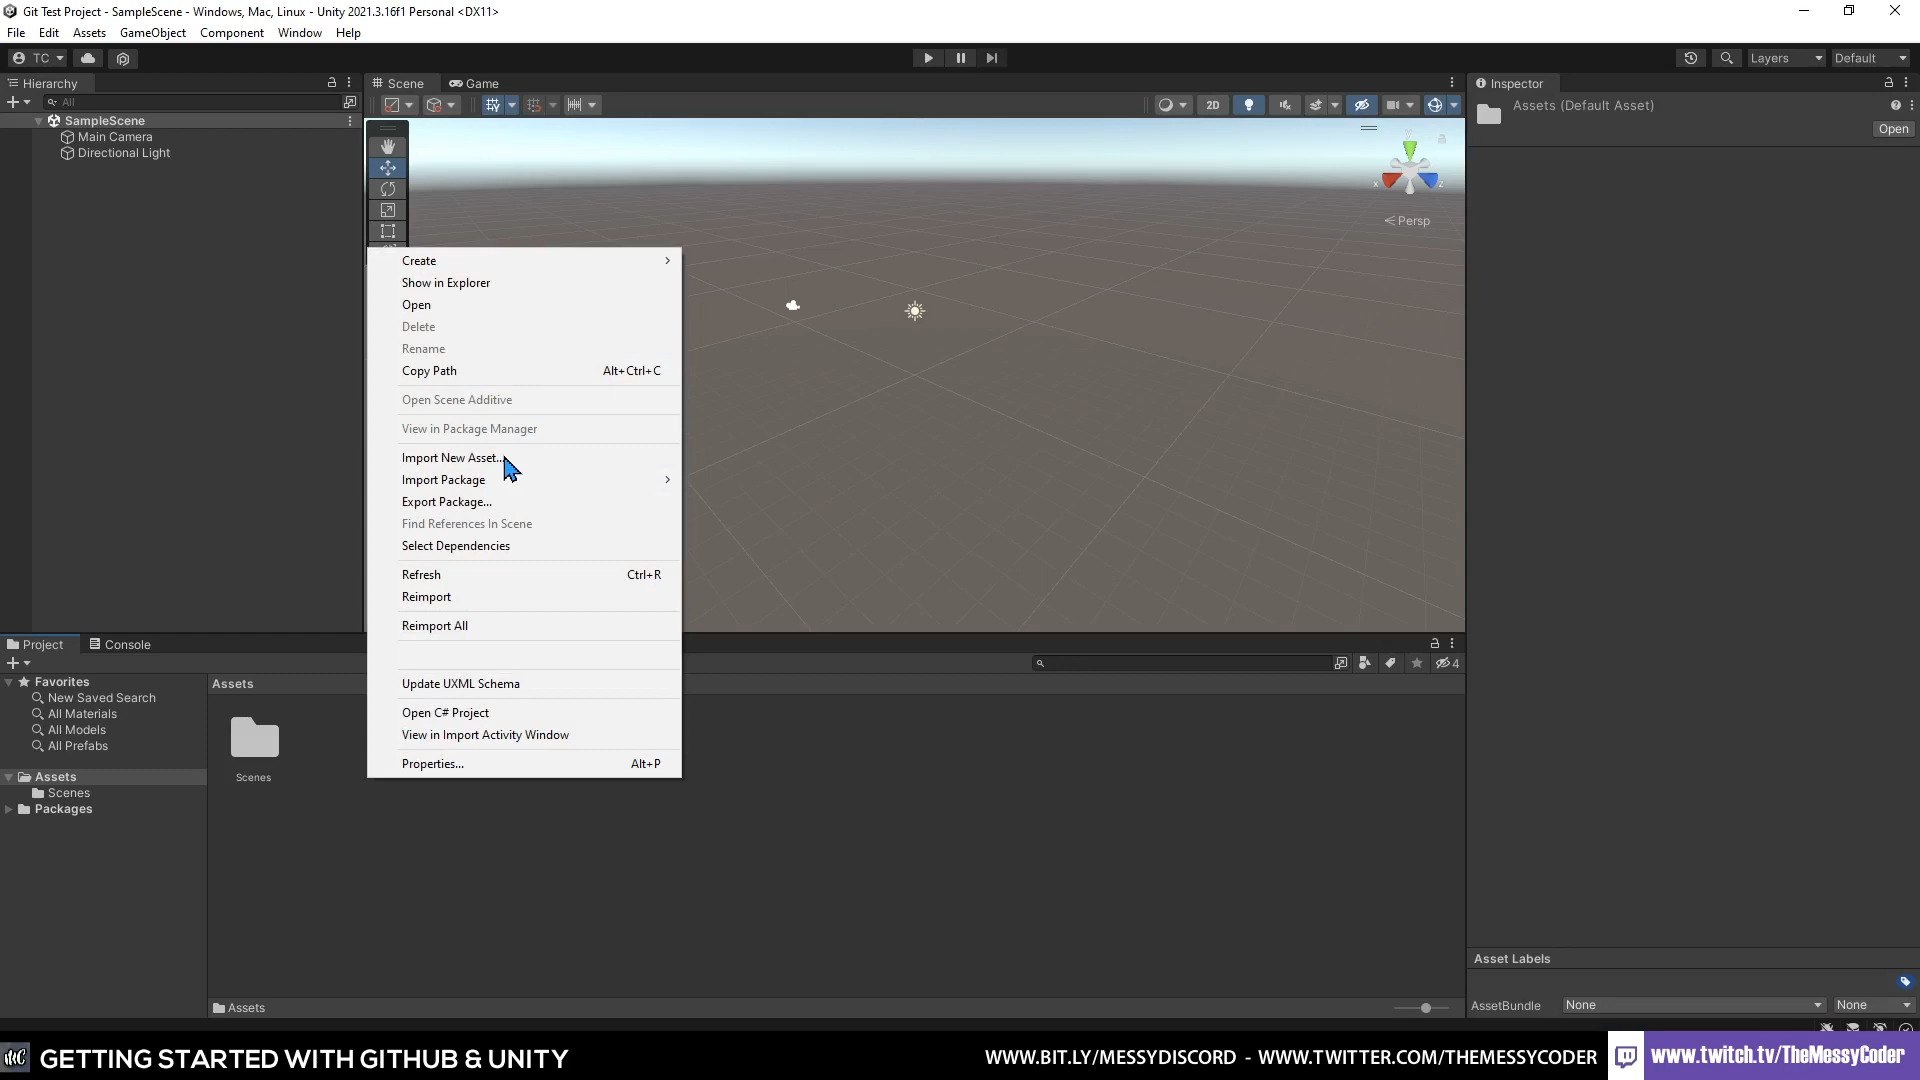 Git Test Project - SampleScene - Windows, Mac, Linux - Unity 2021.3.16f1 Personal <DX11>
File Edit Assets GameObject Component Window Help
TC Layers Default
Hierarchy Scene Game Inspector
All
2D
Assets (Default Asset)
Open
SampleScene
Main Camera
Directional Light
Persp
Create
Show in Explorer
Open
Delete
Rename
Copy Path Alt+Ctrl+C
Open Scene Additive
View in Package Manager
Import New Asset...
Import Package
Export Package...
Find References In Scene
Select Dependencies
Refresh Ctrl+R
Reimport
Reimport All
Update UXML Schema
Open C# Project
View in Import Activity Window
Properties... Alt+P
Project Console
4
Favorites
New Saved Search
All Materials
All Models
All Prefabs
Assets
Scenes
Packages
Assets
Scenes
Assets
Asset Labels
AssetBundle None None
MC GETTING STARTED WITH GITHUB & UNITY
WWW.BIT.LY/MESSYDISCORD - WWW.TWITTER.COM/THEMESSYCODER
www.twitch.tv/TheMessyCoder